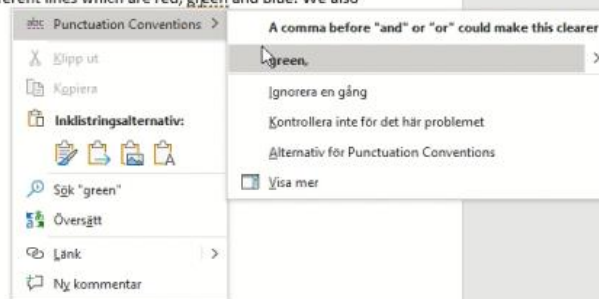 ferent lines which are red, green and blue. We also
abc Punctuation Conventions >
Klipp ut
Kopiera
Inklistringsalternativ:
Sök "green"
Översätt
Länk >
Ny kommentar
A comma before "and" or "or" could make this clearer
green,
Ignorera en gång
Kontrollera inte för det här problemet
Alternativ för Punctuation Conventions
Visa mer